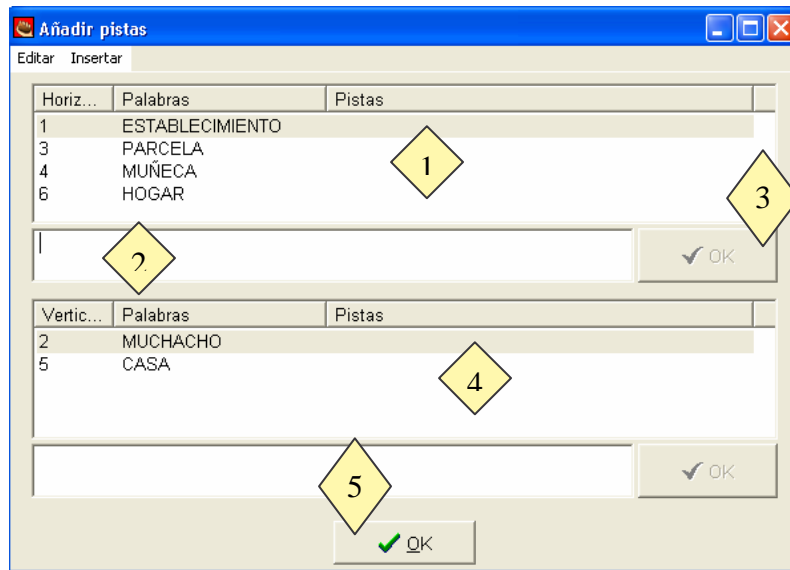 Añadir pistas
Editar Insertar
Horiz... Palabras Pistas
1 ESTABLECIMIENTO
3 PARCELA
4 MUÑECA
6 HOGAR
1
3
2
OK
Vertic... Palabras Pistas
2 MUCHACHO
5 CASA
4
5
OK
OK